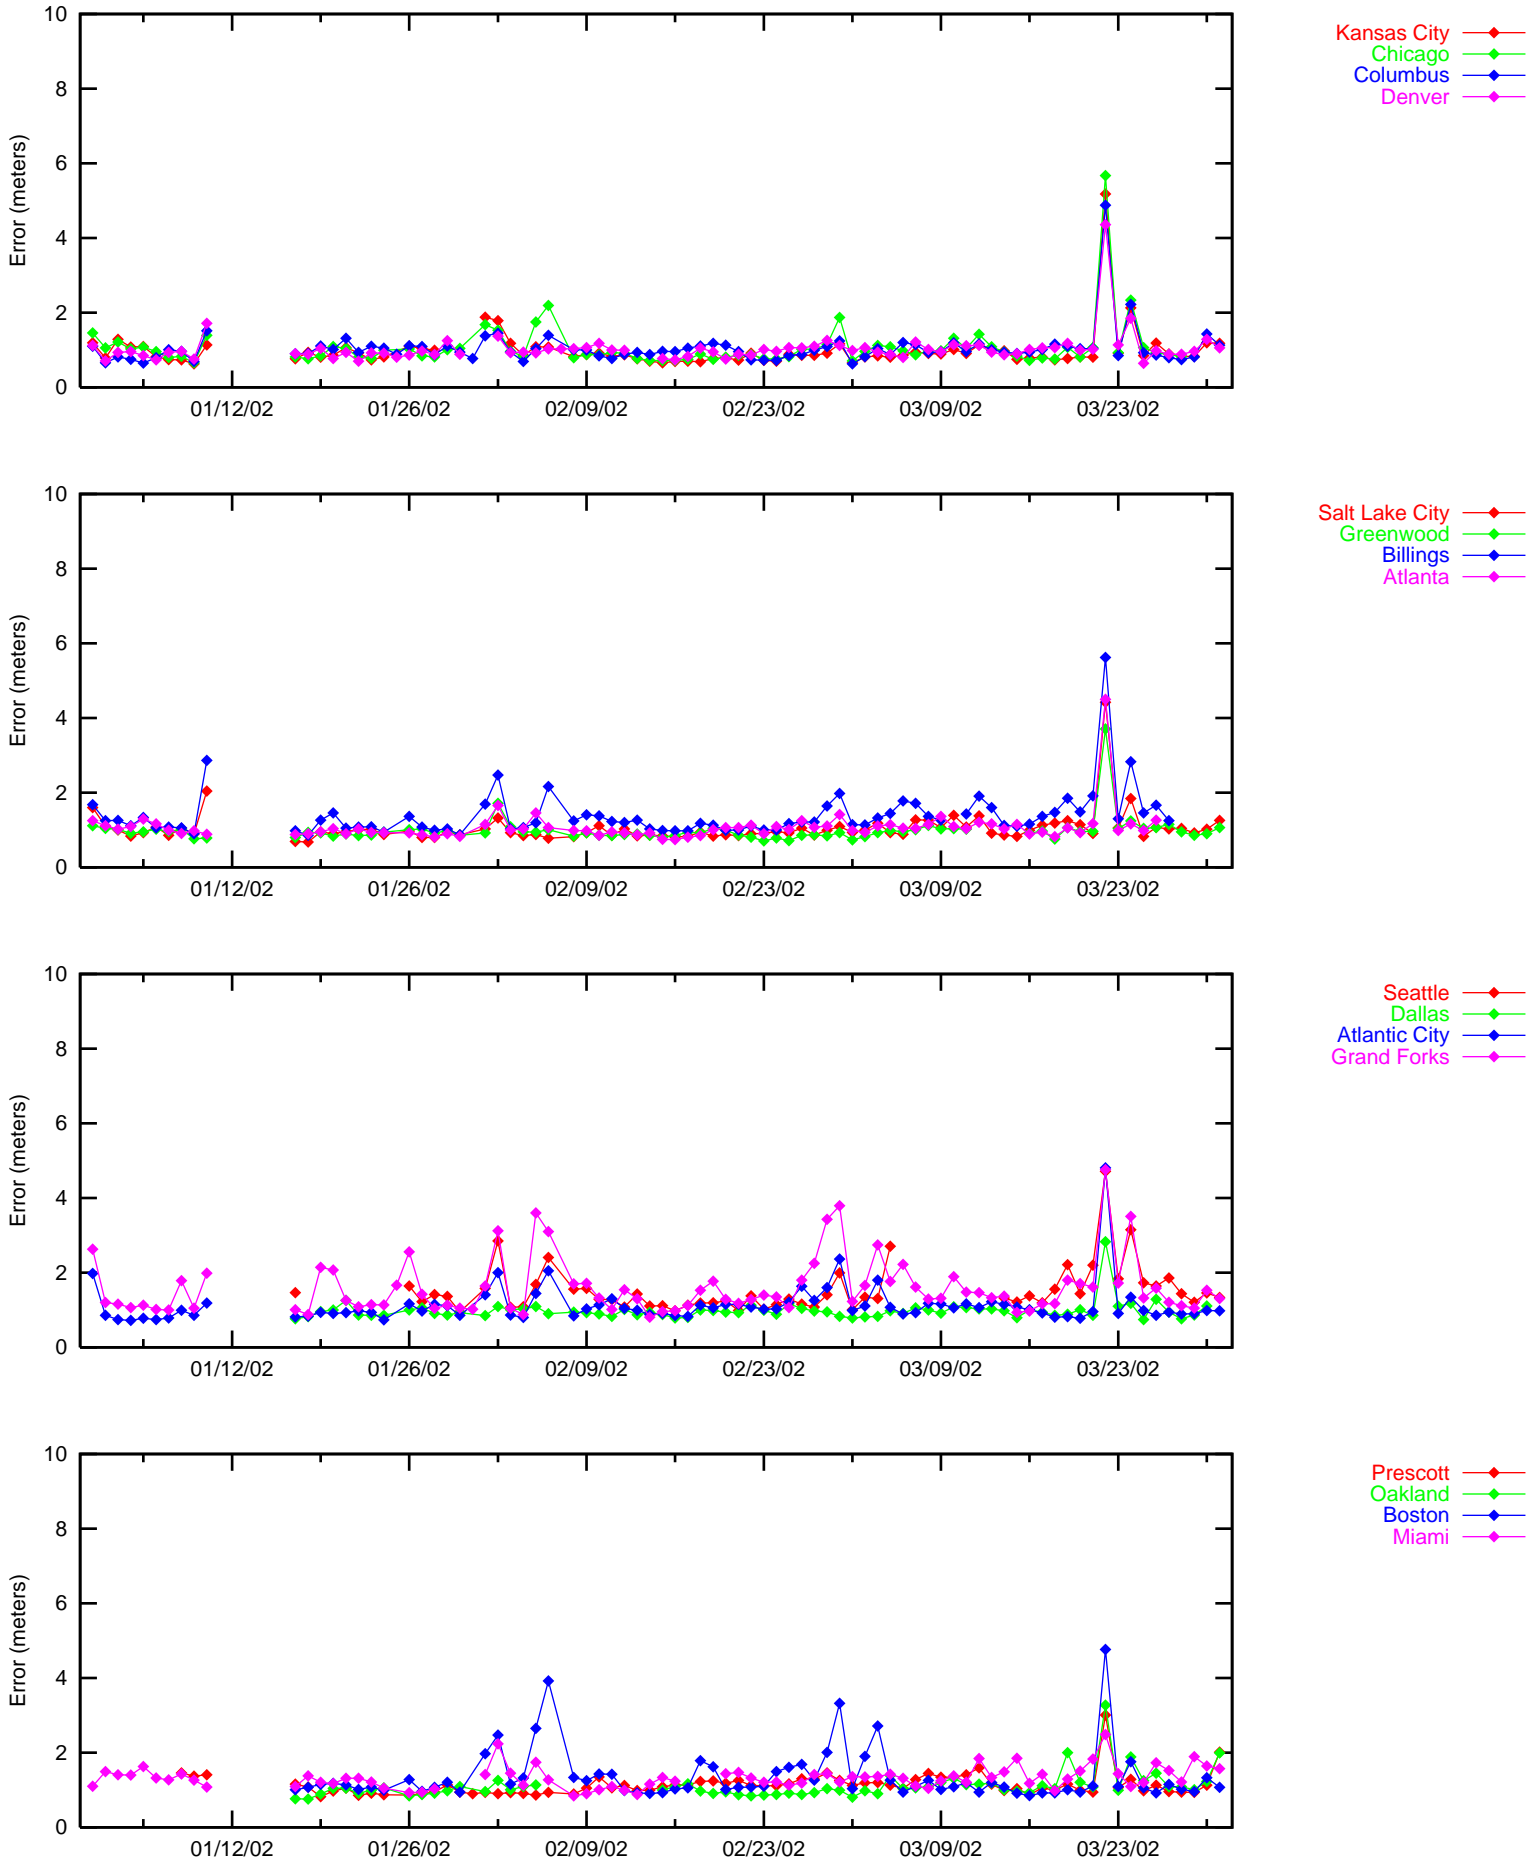 10
8
6
4
2
0
Error (meters)
01/12/02 01/26/02 02/09/02 02/23/02 03/09/02 03/23/02
Kansas City
Chicago
Columbus
Denver
10
8
6
4
2
0
Error (meters)
01/12/02 01/26/02 02/09/02 02/23/02 03/09/02 03/23/02
Salt Lake City
Greenwood
Billings
Atlanta
10
8
6
4
2
0
Error (meters)
01/12/02 01/26/02 02/09/02 02/23/02 03/09/02 03/23/02
Seattle
Dallas
Atlantic City
Grand Forks
10
8
6
4
2
0
Error (meters)
01/12/02 01/26/02 02/09/02 02/23/02 03/09/02 03/23/02
Prescott
Oakland
Boston
Miami